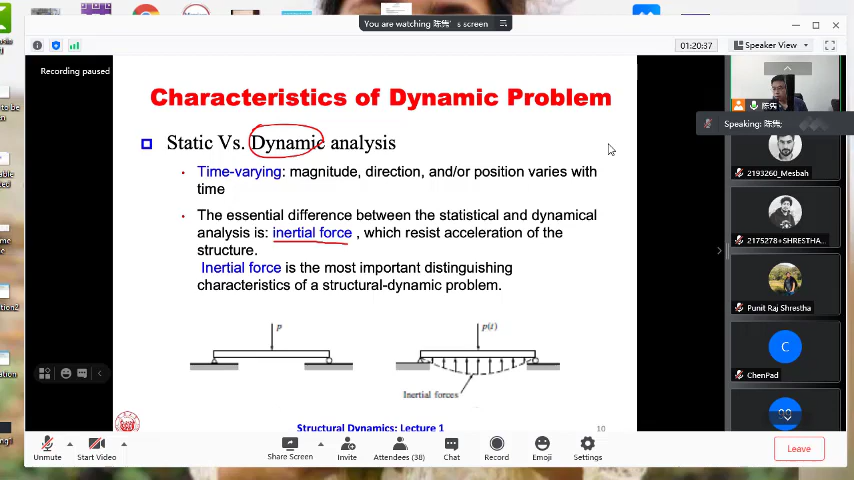 You are watching 陈隽's screen
01:20:37
Speaker View
Recording paused
Characteristics of Dynamic Problem
Static Vs. Dynamic analysis
Time-varying: magnitude, direction, and/or position varies with
time
The essential difference between the statistical and dynamical
analysis is: inertial force , which resist acceleration of the
structure.
Inertial force is the most important distinguishing
characteristics of a structural-dynamic problem.
p
p(t)
Inertial forces
Structural Dynamics: Lecture 1
10
陈隽
Speaking: 陈隽;
2193260_Mesbah
2175278+SHRESTHA...
Punit Raj Shrestha
C
ChenPad
Unmute
Start Video
Share Screen
Invite
Attendees (38)
Chat
Record
Emoji
Settings
Leave